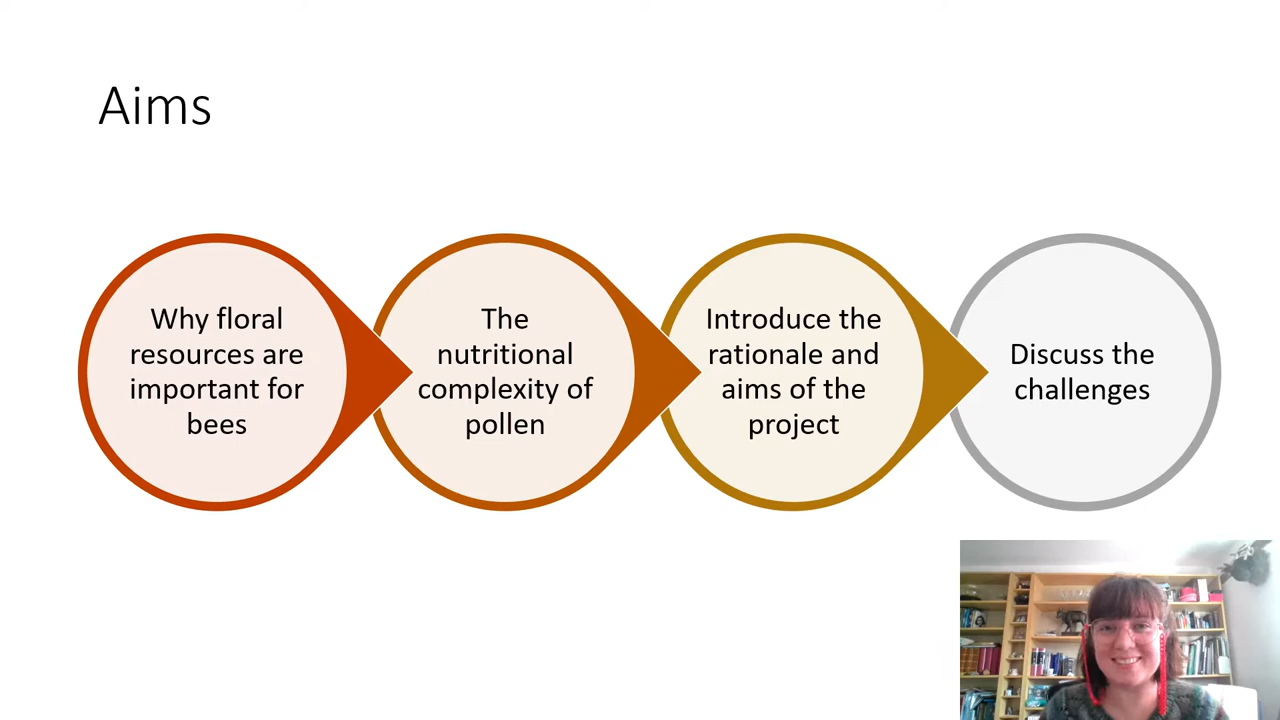 Aims
Why floral
resources are
important for
bees
The
nutritional
complexity of
pollen
Introduce the
rationale and
aims of the
project
Discuss the
challenges